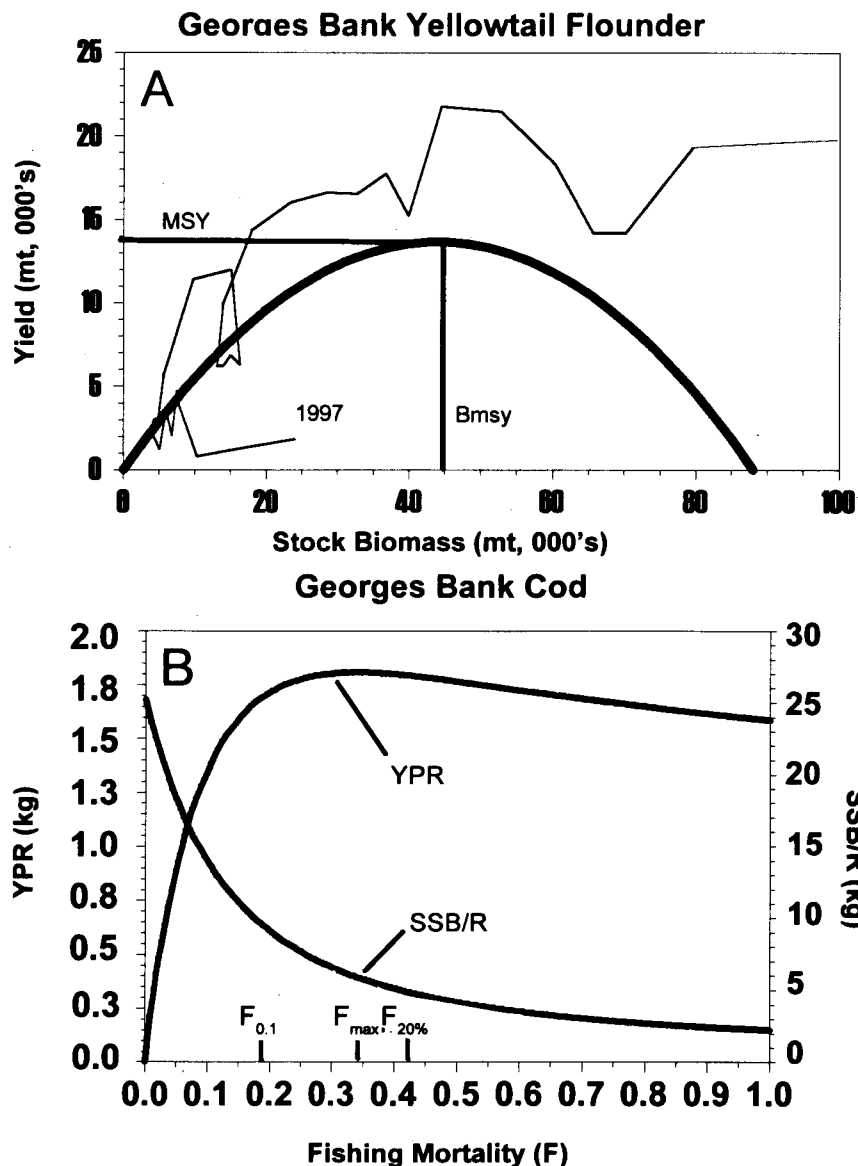 Georges Bank Yellowtail Flounder
A
25
20
15
10
5
0
Yield (mt, 000's)
MSY
1997
Bmsy
0 20 40 60 80 100
Stock Biomass (mt, 000's)
Georges Bank Cod
B
2.0
1.8
1.5
1.3
1.0
0.8
0.5
0.3
0.0
YPR (kg)
30
25
20
15
10
5
0
SSB/R (kg)
YPR
SSB/R
F0.1 Fmax, F20%
0.0 0.1 0.2 0.3 0.4 0.5 0.6 0.7 0.8 0.9 1.0
Fishing Mortality (F)